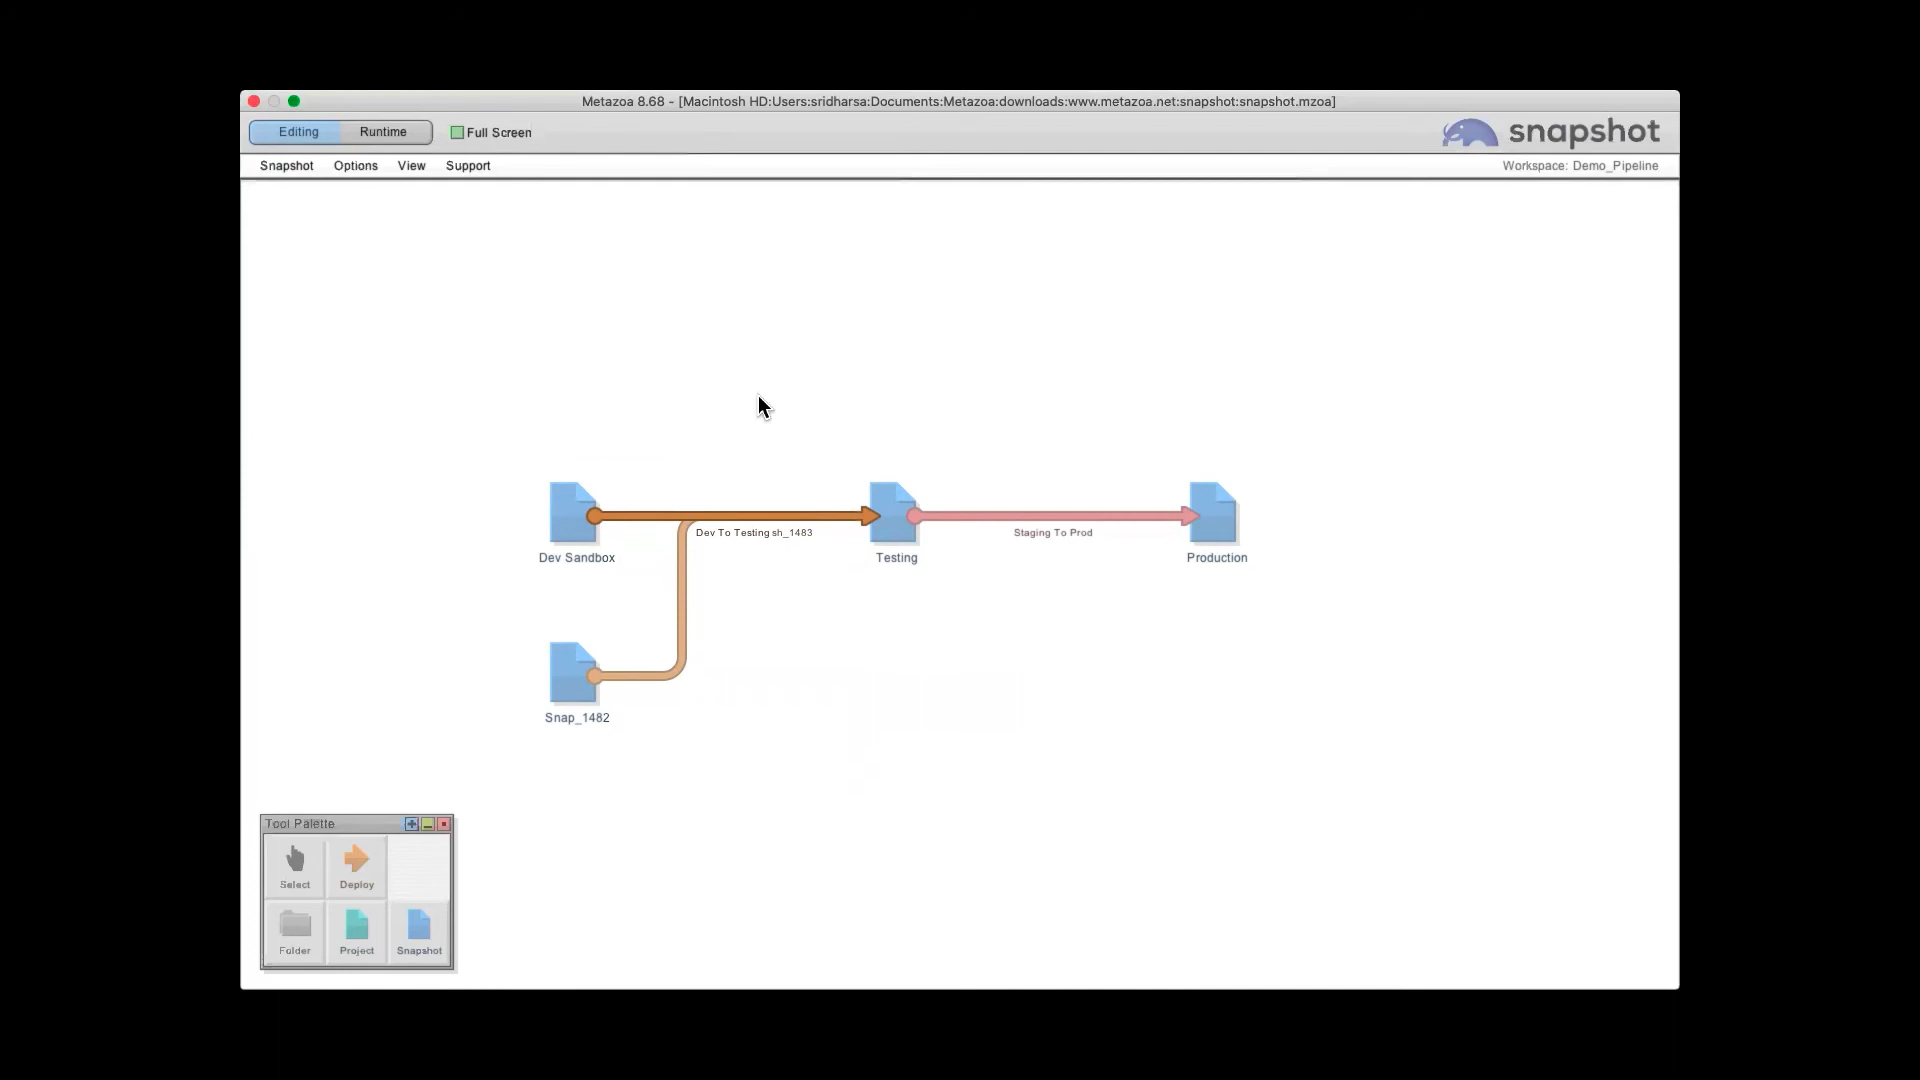 Metazoa 8.68 - [Macintosh HD:Users:sridharsa:Documents:Metazoa:downloads:www.metazoa.net:snapshot:snapshot.mzoa]
Editing Runtime Full Screen snapshot
Snapshot Options View Support Workspace: Demo_Pipeline
Dev To Testing sh_1483 Staging To Prod
Dev Sandbox Testing Production
Snap_1482
Tool Palette
Select Deploy
Folder Project Snapshot